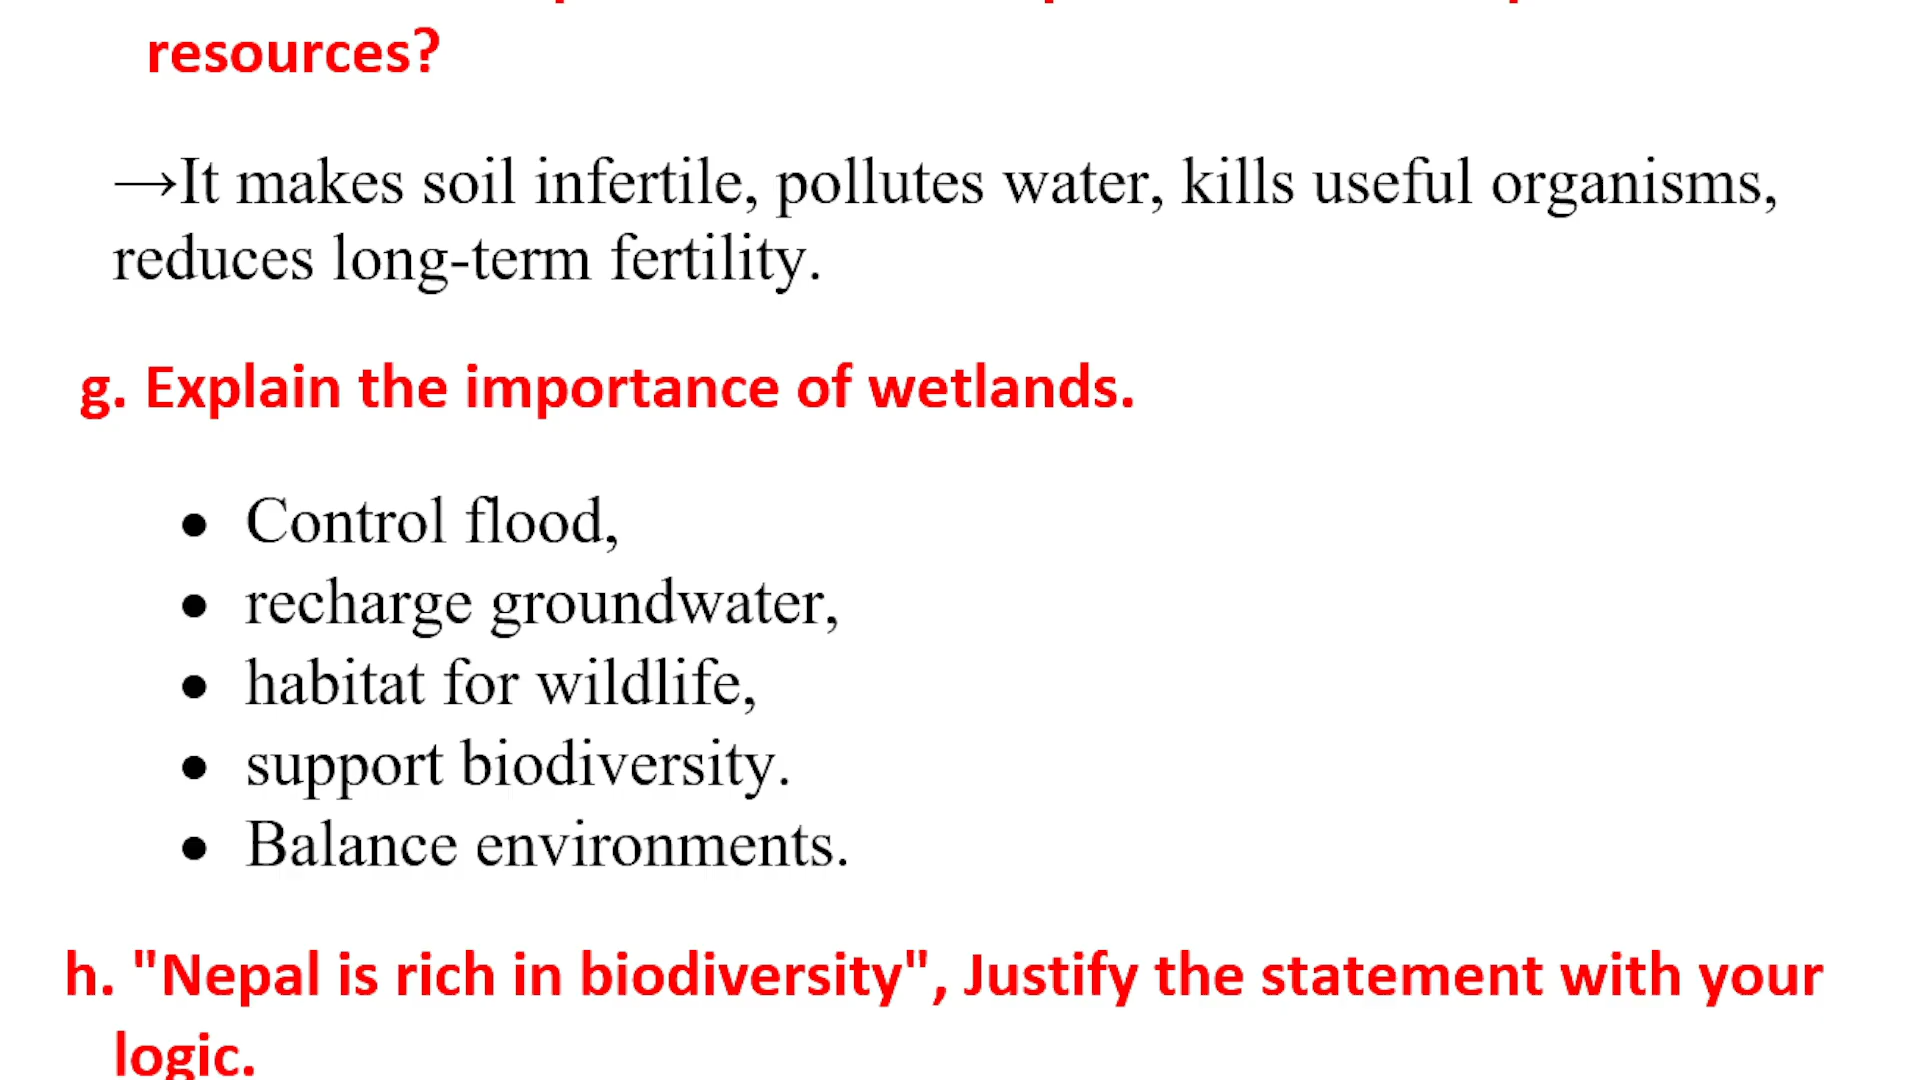 resources?
→It makes soil infertile, pollutes water, kills useful organisms,
reduces long-term fertility.
g. Explain the importance of wetlands.
● Control flood,
● recharge groundwater,
● habitat for wildlife,
● support biodiversity.
● Balance environments.
h. "Nepal is rich in biodiversity", Justify the statement with your
logic.